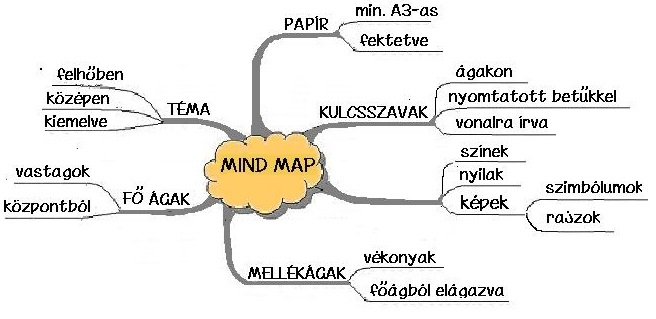 MIND MAP
PAPÍR
min. A3-as
fektetve
KULCSSZAVAK
ágakon
nyomtatott betűkkel
vonalra írva
színek
nyilak
képek
szimbólumok
rajzok
MELLÉKÁGAK
vékonyak
főágból elágazva
FŐ ÁGAK
vastagok
központból
TÉMA
felhőben
középen
kiemelve